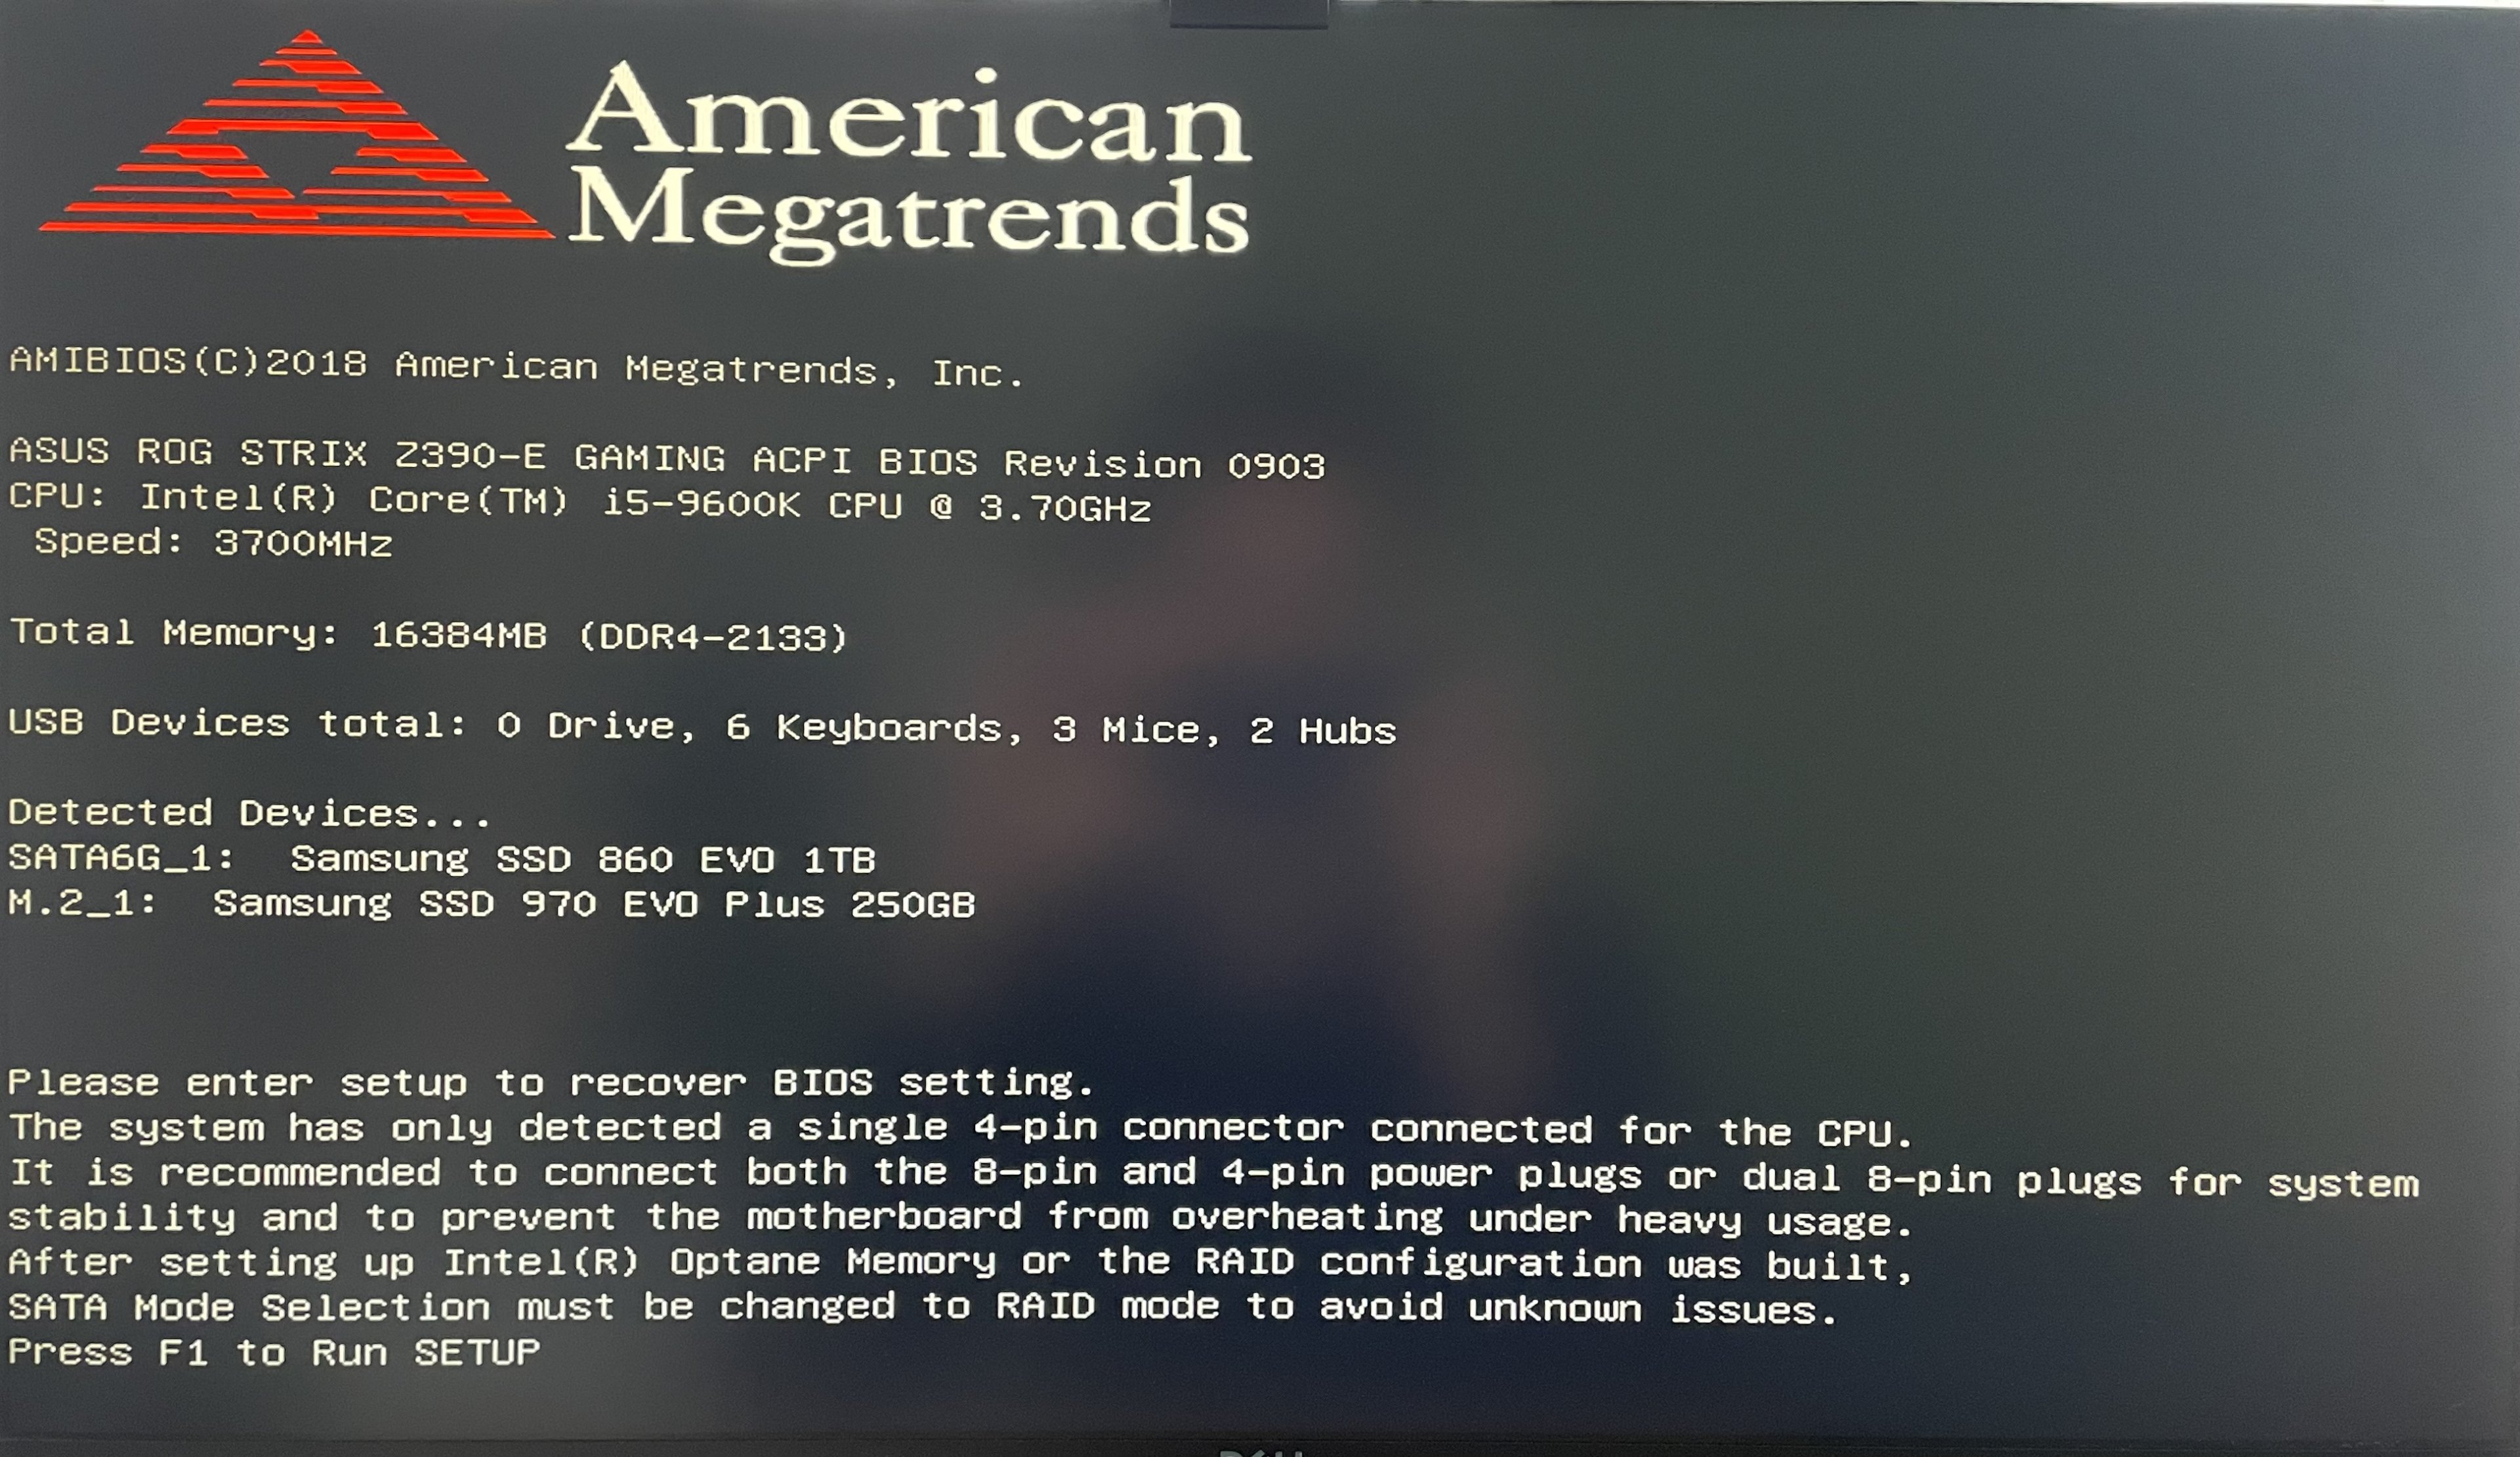 American
Megatrends
AMIBIOS(C)2018 American Megatrends, Inc.
ASUS ROG STRIX Z390-E GAMING ACPI BIOS Revision 0903
CPU: Intel(R) Core(TM) i5-9600K CPU @ 3.70GHz
Speed: 3700MHz
Total Memory: 16384MB (DDR4-2133)
USB Devices total: 0 Drive, 6 Keyboards, 3 Mice, 2 Hubs
Detected Devices...
SATA6G_1: Samsung SSD 860 EVO 1TB
M.2_1: Samsung SSD 970 EVO Plus 250GB
Please enter setup to recover BIOS setting.
The system has only detected a single 4-pin connector connected for the CPU.
It is recommended to connect both the 8-pin and 4-pin power plugs or dual 8-pin plugs for system
stability and to prevent the motherboard from overheating under heavy usage.
After setting up Intel(R) Optane Memory or the RAID configuration was built,
SATA Mode Selection must be changed to RAID mode to avoid unknown issues.
Press F1 to Run SETUP